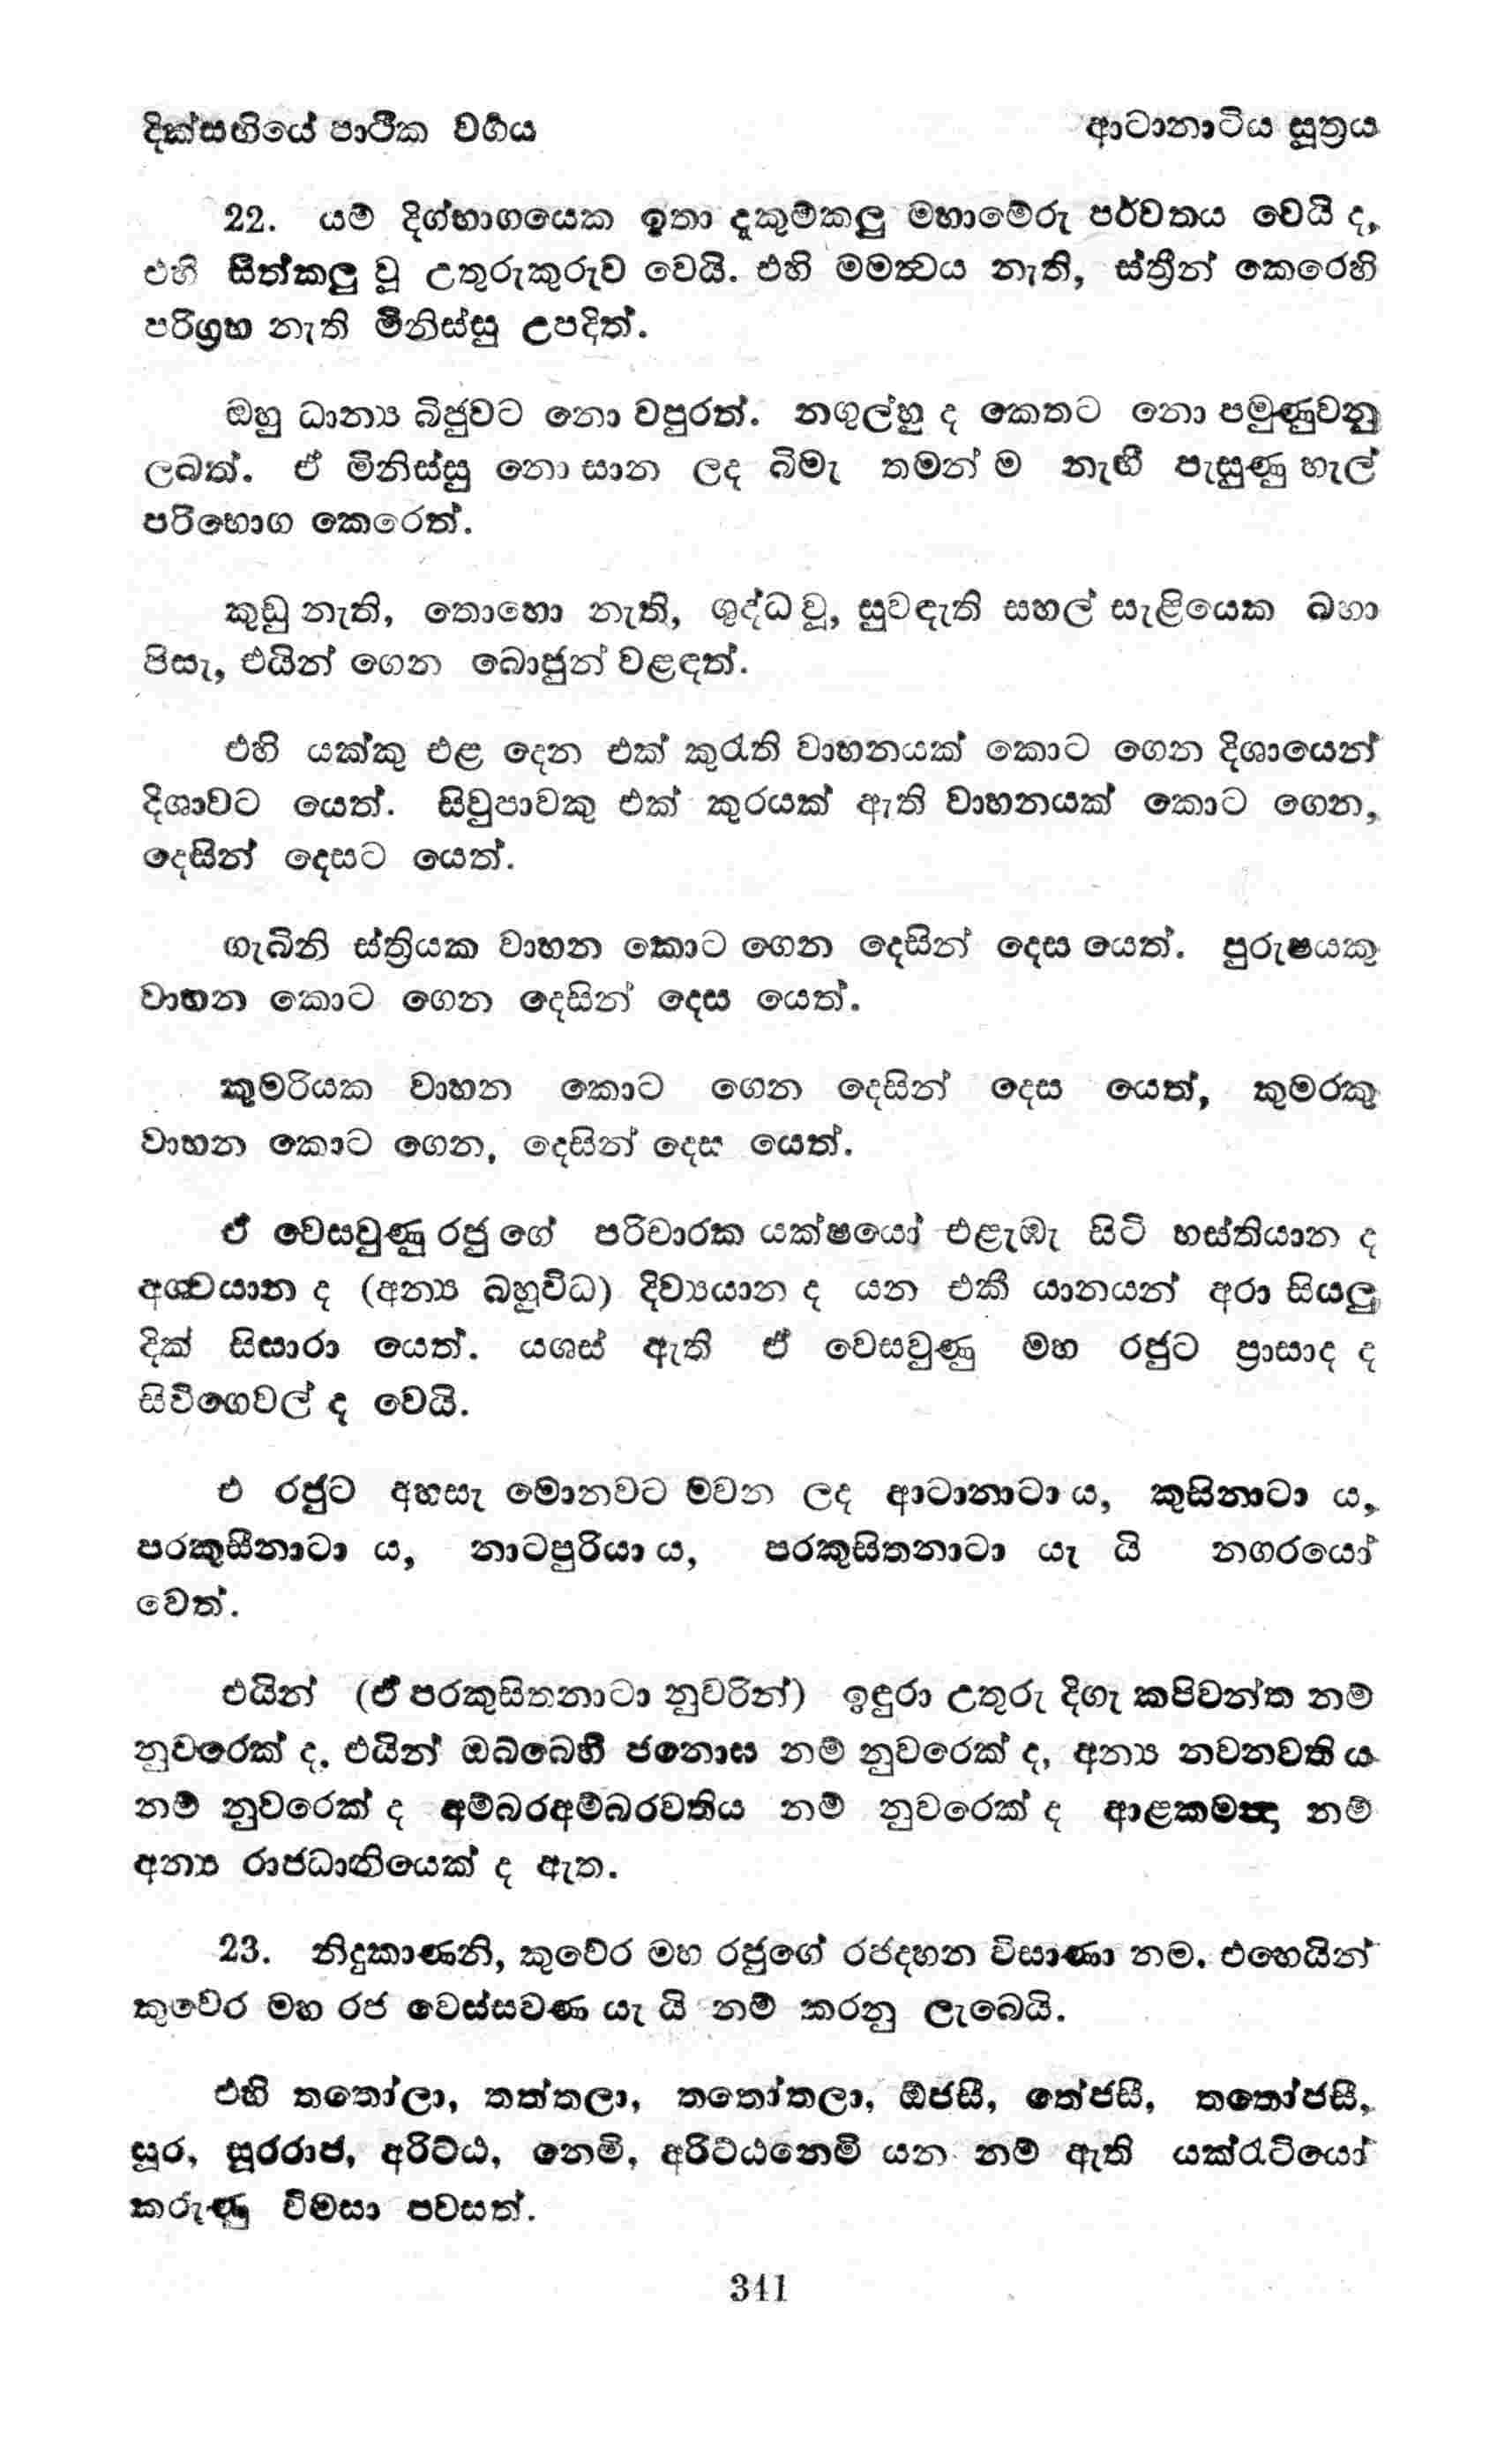 දික්සඟියේ පාථික වර්‍ගය
ආටානාටිය සූත්‍රය
22. යම් දිග්භාගයෙක ඉතා දැකුම්කලු මහාමේරු පර්වතය වෙයි ද,
එහි සිත්කලු වූ උතුරුකුරුව වෙයි. එහි මමත්‍වය නැති, ස්ත්‍රීන් කෙරෙහි
පරිග්‍රහ නැති මිනිස්සු උපදිත්.
ඔහු ධාන්‍ය බිජුවට නො වපුරත්. නගුල්හු ද කෙතට නො පමුණුවනු
ලබත්. ඒ මිනිස්සු නො සාන ලද බිමැ තමන් ම නැඟී පැසුණු හැල්
පරිභොග කෙරෙත්.
කුඩු නැති, තොහො නැති, ශුද්ධ වූ, සුවඳැති සහල් සැළියෙක බහා
පිසැ, එයින් ගෙන බොජුන් වළඳත්.
එහි යක්කු එළ දෙන එක් කුරැති වාහනයක් කොට ගෙන දිශායෙන්
දිශාවට යෙත්. සිවුපාවකු එක් කුරයක් ඇති වාහනයක් කොට ගෙන,
දෙසින් දෙසට යෙත්.
ගැබිනි ස්ත්‍රියක වාහන කොට ගෙන දෙසින් දෙස යෙත්. පුරුෂයකු
වාහන කොට ගෙන දෙසින් දෙස යෙත්.
කුමරියක වාහන කොට ගෙන දෙසින් දෙස යෙත්, කුමරකු
වාහන කොට ගෙන, දෙසින් දෙස යෙත්.
ඒ වෙසවුණු රජු ගේ පරිචාරක යක්ෂයෝ එළැඹැ සිටි හස්තියාන ද
අශ්‍වයාන ද (අන්‍ය බහුවිධ) දිව්‍යයාන ද යන එකී යානයන් අරා සියලු
දික් සිසාරා යෙත්. යශස් ඇති ඒ වෙසවුණු මහ රජුට ප්‍රාසාද ද
සිවිගෙවල් ද වෙයි.
එ රජුට අහසැ මොනවට මවන ලද ආටානාටා ය, කුසිනාටා ය,
පරකුසිනාටා ය, නාටපුරියා ය, පරකුසිතනාටා යැ යි නගරයෝ
වෙත්.
එයින් (ඒ පරකුසිතනාටා නුවරින්) ඉඳුරා උතුරු දිගැ කපිවන්ත නම්
නුවරෙක් ද, එයින් ඔබ්බෙහි ජනොඝ නම් නුවරෙක් ද, අන්‍ය නවනවතිය
නම් නුවරෙක් ද අම්බරඅම්බරවතිය නම් නුවරෙක් ද ආළකමන්‍දා නම්
අන්‍ය රාජධානියෙක් ද ඇත.
23. නිදුකාණනි, කුවේර මහ රජුගේ රජදහන විසාණා නම. එහෙයින්
කුවේර මහ රජ වෙස්සවණ යැ යි නම් කරනු ලැබෙයි.
එහි තතෝලා, තත්තලා, තතෝතලා, ඕජසී, තේජසී, තතෝජසී,
සූර, සූරරාජ, අරිට්ඨ, නෙමි, අරිට්ඨනෙමි යන නම් ඇති යක්රැටියෝ
කරුණු විමසා පවසත්.
341